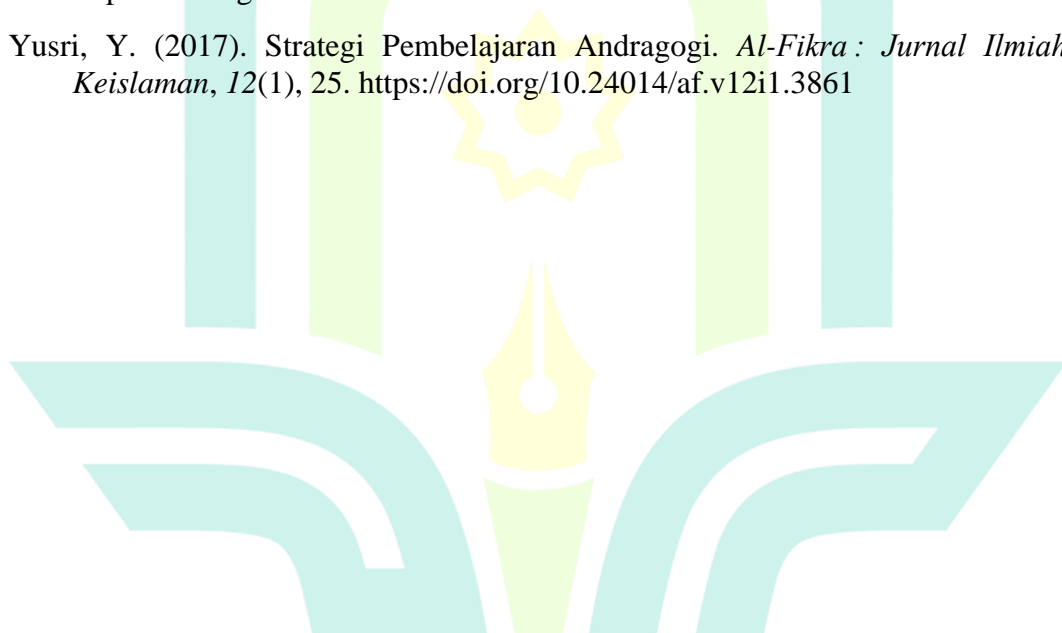 Yusri, Y. (2017). Strategi Pembelajaran Andragogi. Al-Fikra : Jurnal Ilmiah
Keislaman, 12(1), 25. https://doi.org/10.24014/af.v12i1.3861